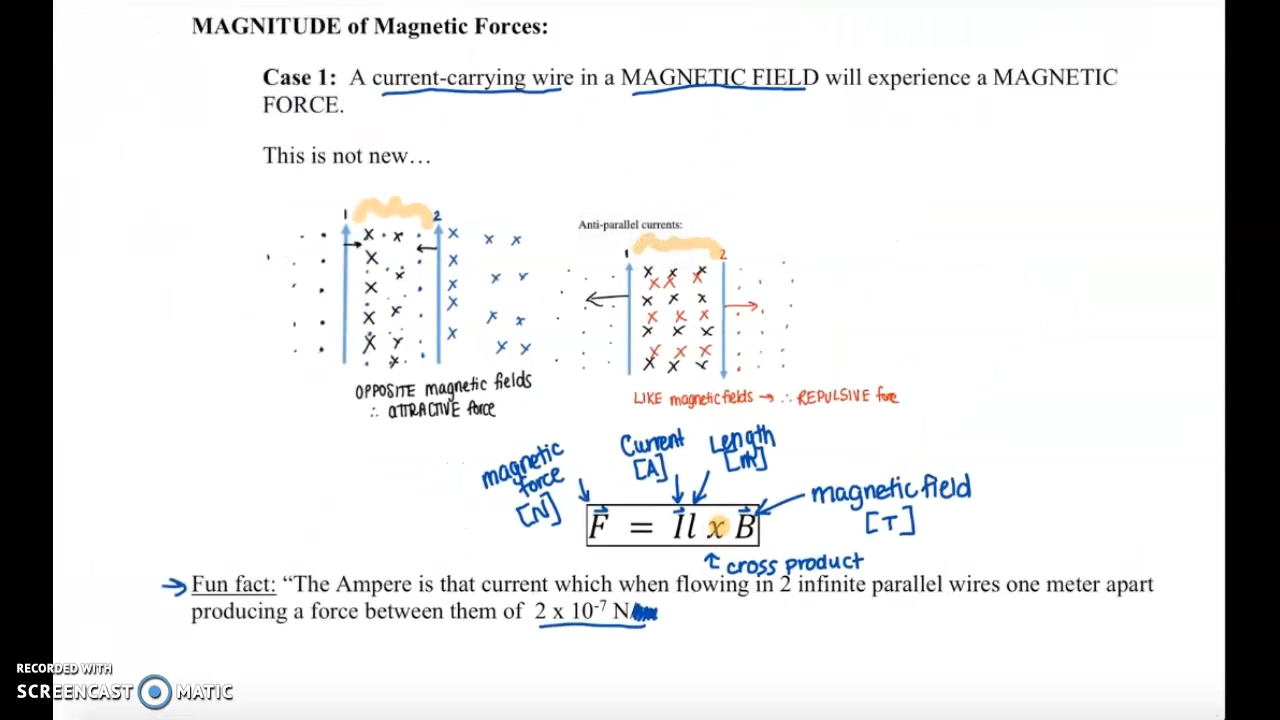 MAGNITUDE of Magnetic Forces:
Case 1: A current-carrying wire in a MAGNETIC FIELD will experience a MAGNETIC
FORCE.
This is not new…
1
2
OPPOSITE magnetic fields
∴ ATTRACTIVE force
Anti-parallel currents:
1
2
LIKE magnetic fields → ∴ REPULSIVE force
magnetic
force
[N]
Current
[A]
Length
[m]
magnetic field
[T]
F = Il x B
cross product
Fun fact: “The Ampere is that current which when flowing in 2 infinite parallel wires one meter apart
producing a force between them of 2 x 10⁻⁷ N
RECORDED WITH
SCREENCAST MATIC